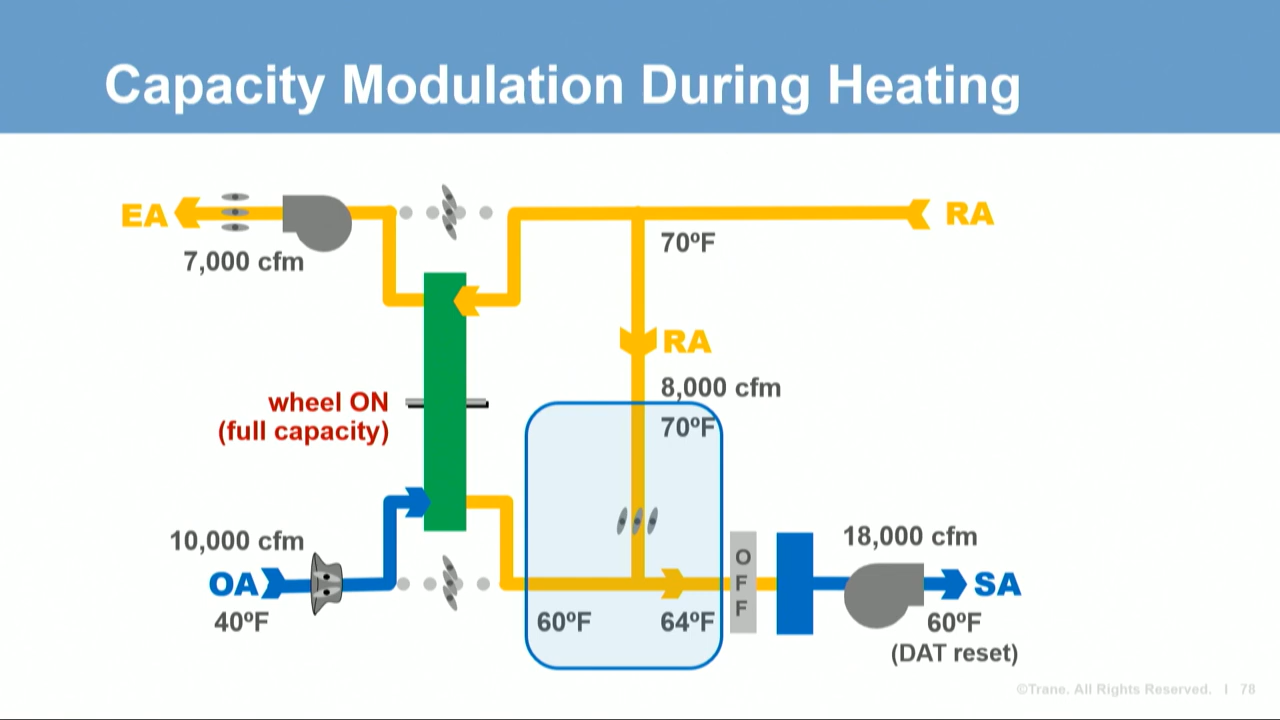 Capacity Modulation During Heating
EA
7,000 cfm
RA
70ºF
RA
8,000 cfm
70ºF
wheel ON
(full capacity)
10,000 cfm
OA
40ºF
60ºF
64ºF
O
F
F
18,000 cfm
SA
60ºF
(DAT reset)
©Trane. All Rights Reserved. I 78